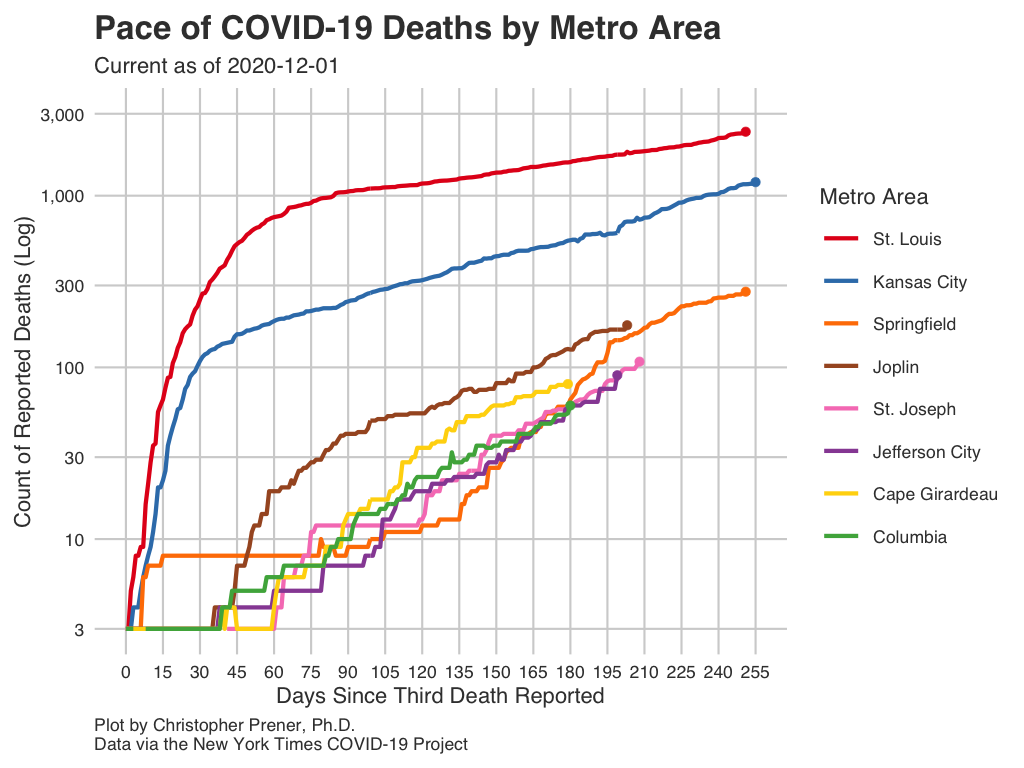 Pace of COVID-19 Deaths by Metro Area
Current as of 2020-12-01
Count of Reported Deaths (Log)
3,000
1,000
300
100
30
10
3
0 15 30 45 60 75 90 105 120 135 150 165 180 195 210 225 240 255
Days Since Third Death Reported
Metro Area
St. Louis
Kansas City
Springfield
Joplin
St. Joseph
Jefferson City
Cape Girardeau
Columbia
Plot by Christopher Prener, Ph.D.
Data via the New York Times COVID-19 Project